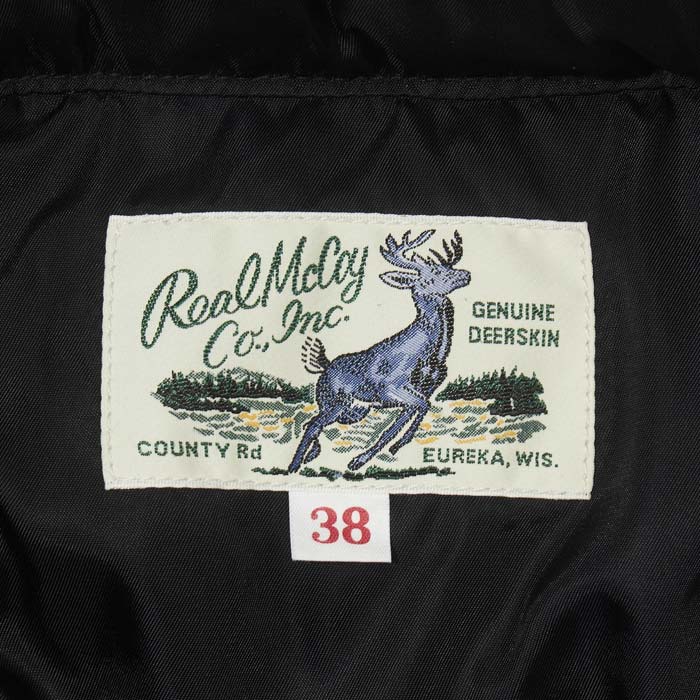 Real McCoy
Co., Inc.
GENUINE
DEERSKIN
COUNTY Rd
EUREKA, WIS.
38